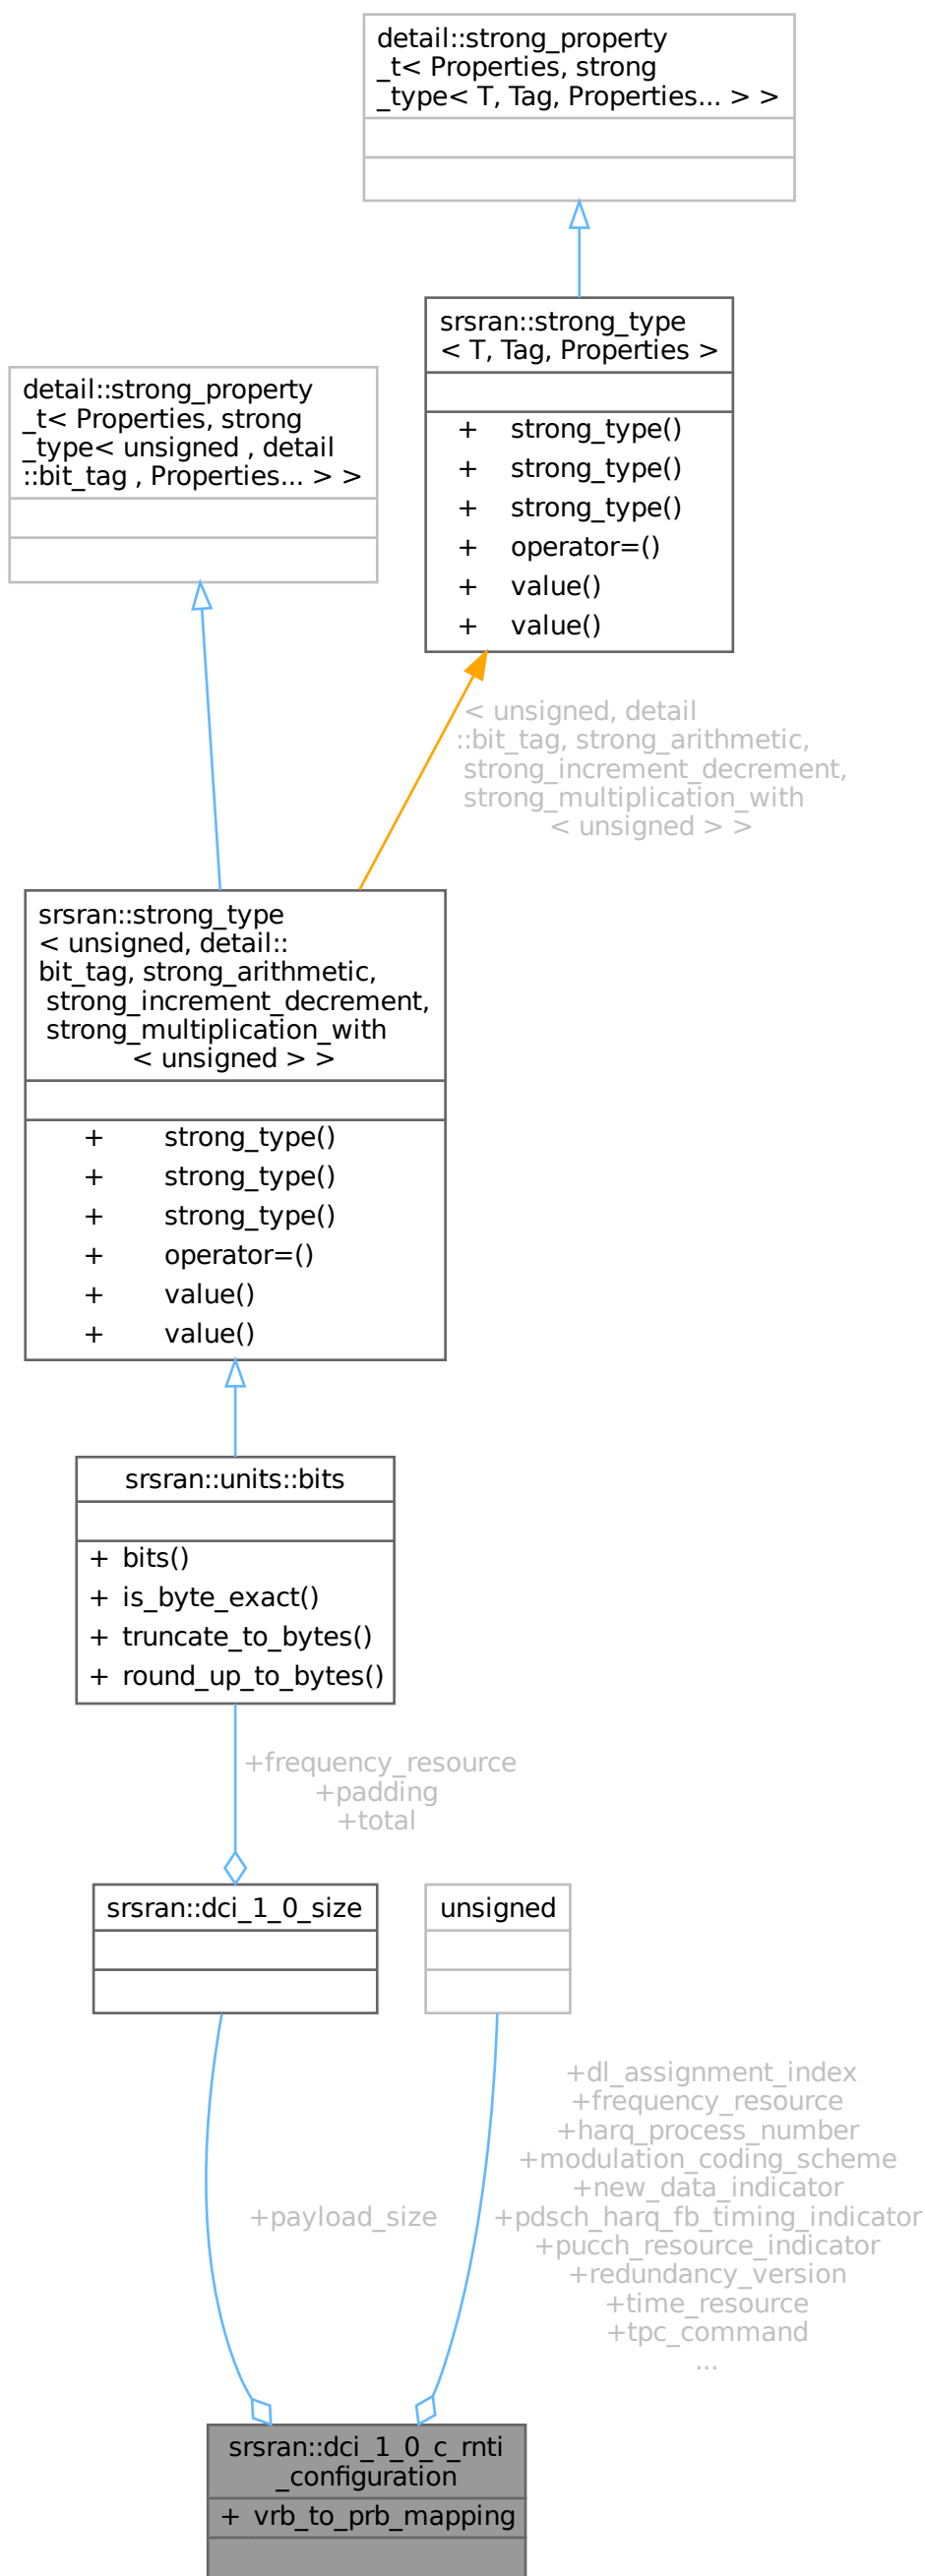 detail::strong_property
_t< Properties, strong
_type< T, Tag, Properties... > >
srsran::strong_type
< T, Tag, Properties >
+ strong_type()
+ strong_type()
+ strong_type()
+ operator=()
+ value()
+ value()
detail::strong_property
_t< Properties, strong
_type< unsigned , detail
::bit_tag , Properties... > >
< unsigned, detail
::bit_tag, strong_arithmetic,
strong_increment_decrement,
strong_multiplication_with
< unsigned > >
srsran::strong_type
< unsigned, detail::
bit_tag, strong_arithmetic,
strong_increment_decrement,
strong_multiplication_with
< unsigned > >
+ strong_type()
+ strong_type()
+ strong_type()
+ operator=()
+ value()
+ value()
srsran::units::bits
+ bits()
+ is_byte_exact()
+ truncate_to_bytes()
+ round_up_to_bytes()
+frequency_resource
+padding
+total
srsran::dci_1_0_size
unsigned
+payload_size
+dl_assignment_index
+frequency_resource
+harq_process_number
+modulation_coding_scheme
+new_data_indicator
+pdsch_harq_fb_timing_indicator
+pucch_resource_indicator
+redundancy_version
+time_resource
+tpc_command
...
srsran::dci_1_0_c_rnti
_configuration
+ vrb_to_prb_mapping